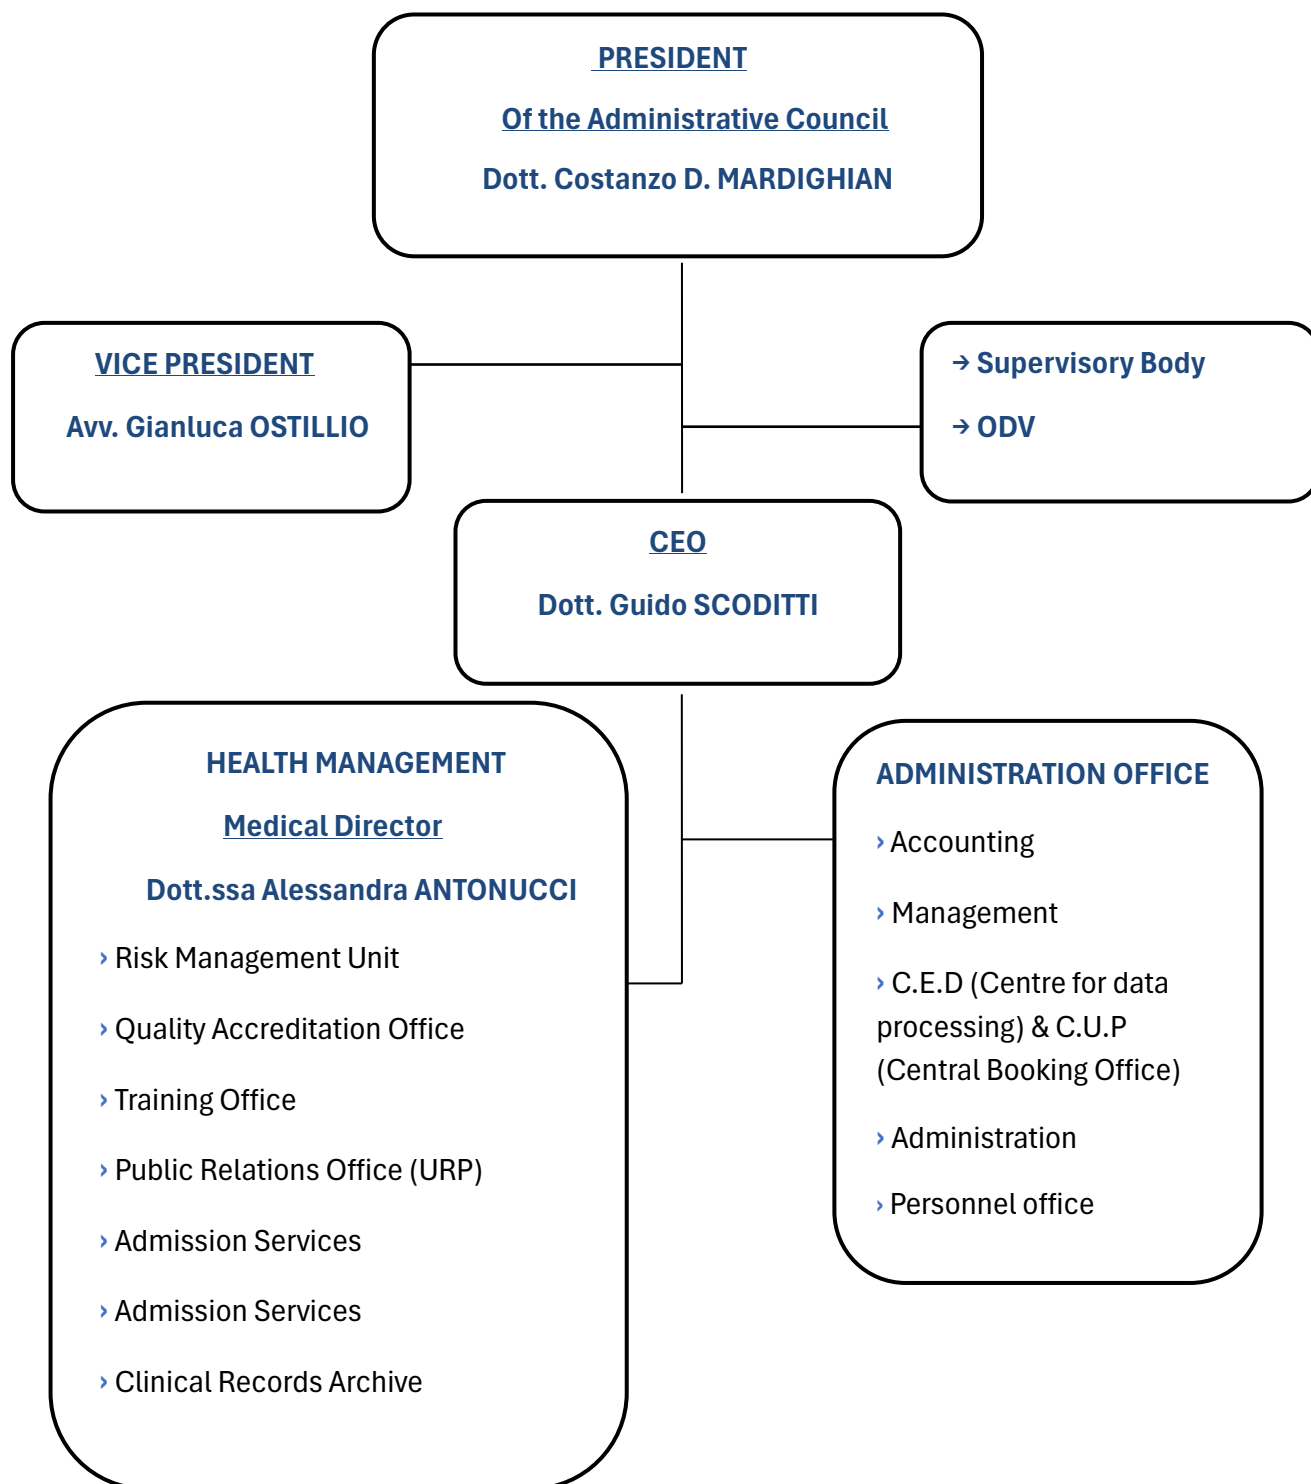 PRESIDENT
Of the Administrative Council
Dott. Costanzo D. MARDIGHIAN
VICE PRESIDENT
Avv. Gianluca OSTILLIO
→ Supervisory Body
→ ODV
CEO
Dott. Guido SCODITTI
HEALTH MANAGEMENT
Medical Director
Dott.ssa Alessandra ANTONUCCI
› Risk Management Unit
› Quality Accreditation Office
› Training Office
› Public Relations Office (URP)
› Admission Services
› Admission Services
› Clinical Records Archive
ADMINISTRATION OFFICE
› Accounting
› Management
› C.E.D (Centre for data
processing) & C.U.P
(Central Booking Office)
› Administration
› Personnel office